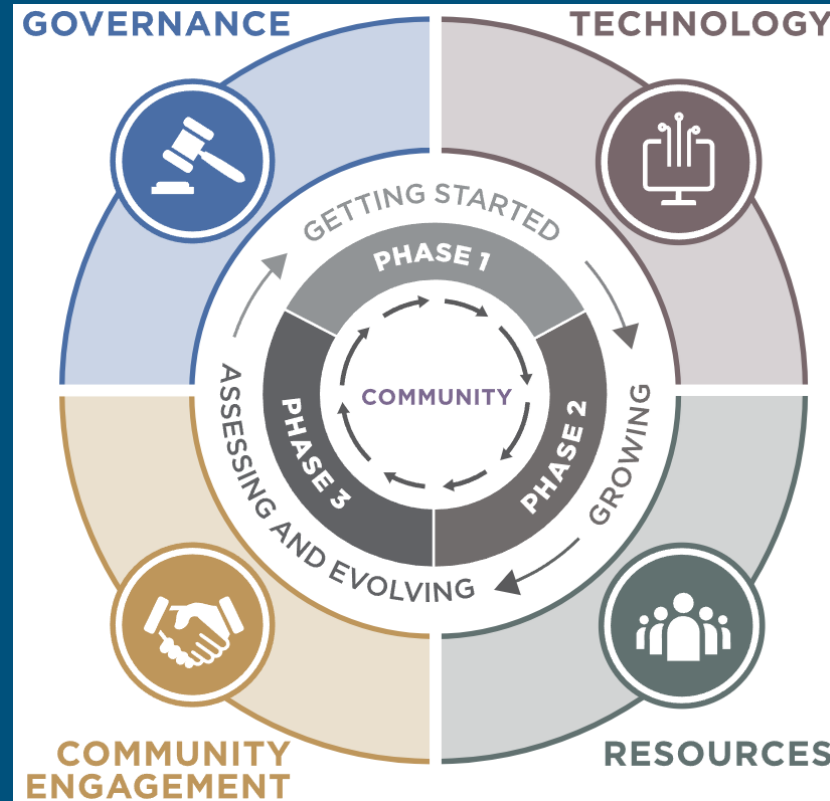 GOVERNANCE
TECHNOLOGY
GETTING STARTED
PHASE 1
COMMUNITY
PHASE 2
GROWING
PHASE 3
ASSESSING AND EVOLVING
COMMUNITY
ENGAGEMENT
RESOURCES